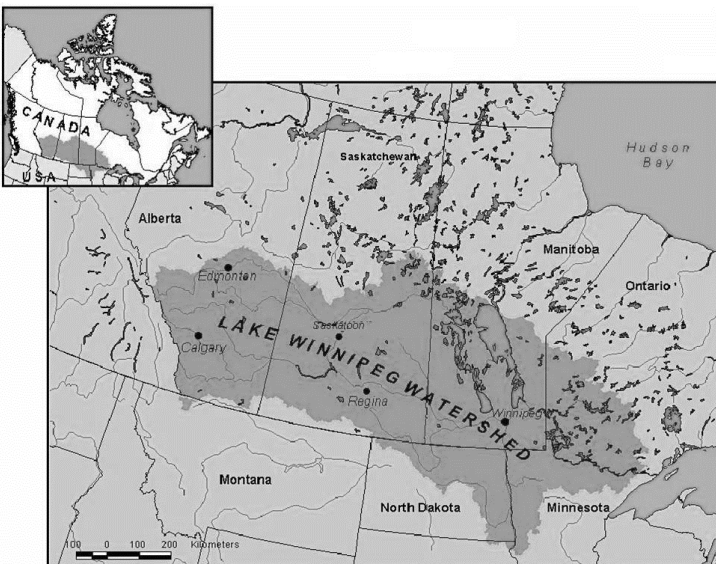 CANADA
USA
Hudson
Bay
Saskatchewan
Alberta
Manitoba
Ontario
Edmonton
Saskatoon
Calgary
LAKE WINNIPEG WATERSHED
Regina
Winnipeg
Montana
North Dakota
Minnesota
100 0 100 200 Kilometers